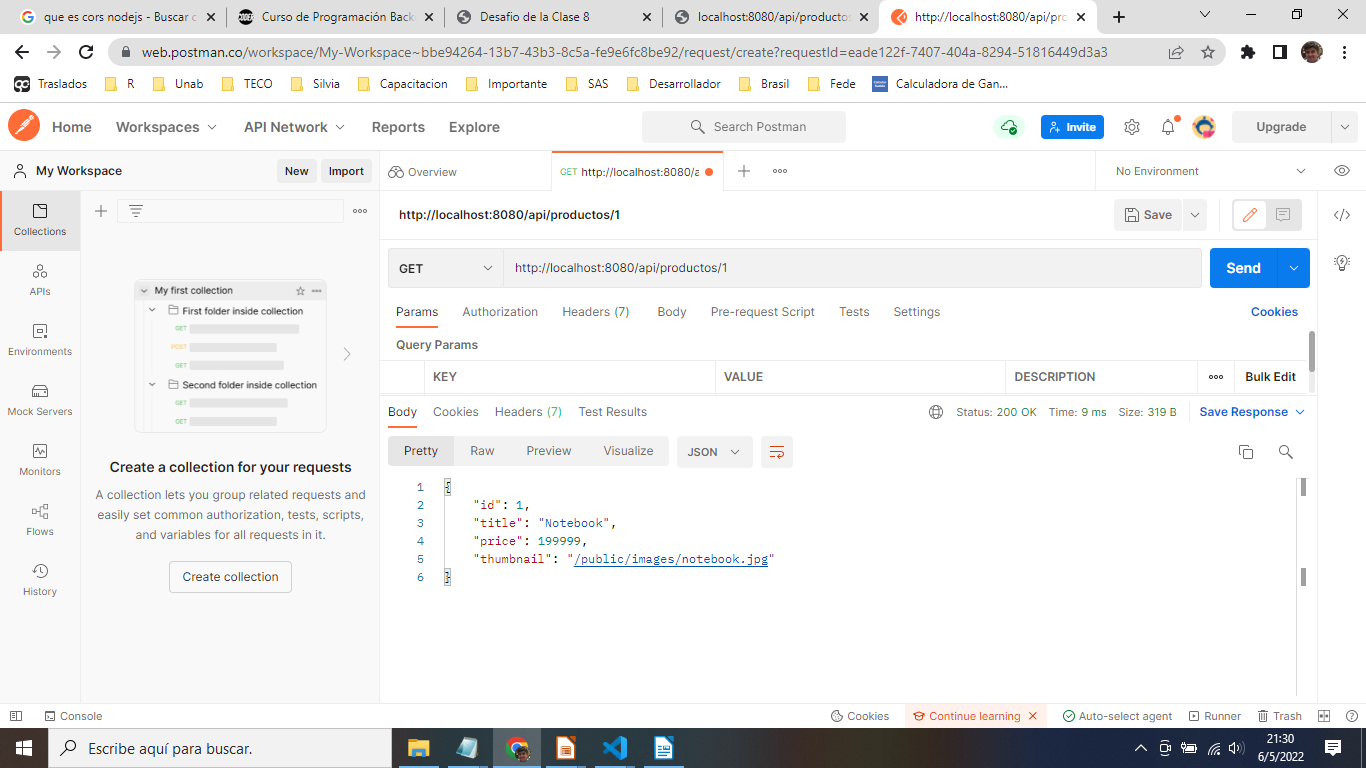 que es cors nodejs - Buscar c
Curso de Programación Back
Desafio de la Clase 8
localhost:8080/api/productos
http://localhost:8080/api/pro
web.postman.co/workspace/My-Workspace~bbe94264-13b7-43b3-8c5a-fe9e6fc8be92/request/create?requestId=eade122f-7407-404a-8294-51816449d3a3
Traslados R Unab TECO Silvia Capacitacion Importante SAS Desarrollador Brasil Fede Calculadora de Gan...
Home Workspaces API Network Reports Explore Search Postman Invite Upgrade
My Workspace New Import Overview GET http://localhost:8080/a No Environment
http://localhost:8080/api/productos/1 Save
Collections
APIs
Environments
Mock Servers
Monitors
Flows
History
My first collection
First folder inside collection
GET
POST
GET
Second folder inside collection
GET
GET
Create a collection for your requests
A collection lets you group related requests and
easily set common authorization, tests, scripts,
and variables for all requests in it.
Create collection
GET http://localhost:8080/api/productos/1 Send
Params Authorization Headers (7) Body Pre-request Script Tests Settings Cookies
Query Params
KEY VALUE DESCRIPTION Bulk Edit
Body Cookies Headers (7) Test Results Status: 200 OK Time: 9 ms Size: 319 B Save Response
Pretty Raw Preview Visualize JSON
1 {
2 "id": 1,
3 "title": "Notebook",
4 "price": 199999,
5 "thumbnail": "/public/images/notebook.jpg"
6 }
Console Cookies Continue learning Auto-select agent Runner Trash
Escribe aquí para buscar.
21:30
6/5/2022